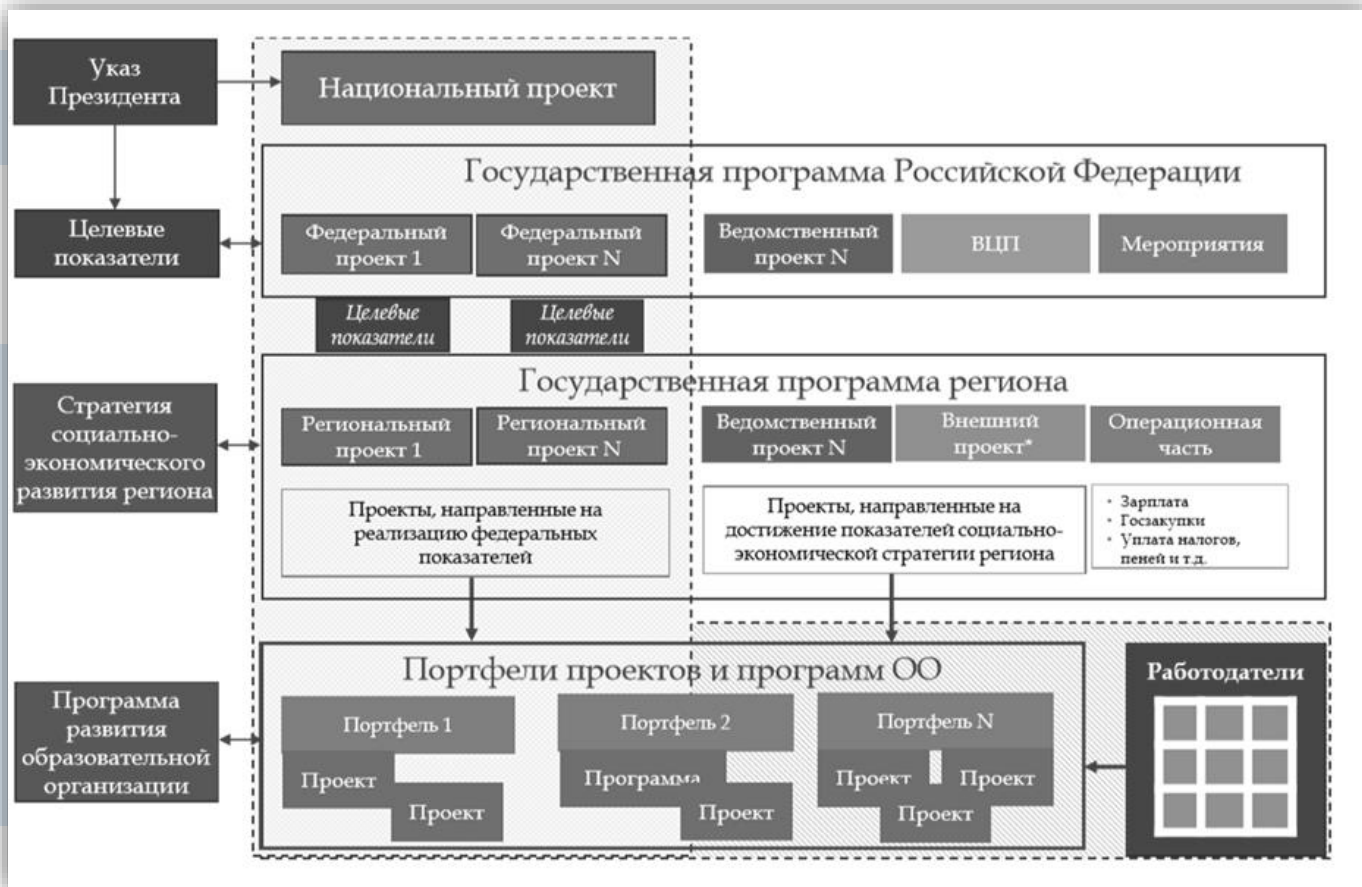 Указ
Президента
Национальный проект
Государственная программа Российской Федерации
Целевые
показатели
Федеральный
проект 1
Федеральный
проект N
Ведомственный
проект N
ВЦП
Мероприятия
Целевые
показатели
Целевые
показатели
Государственная программа региона
Стратегия
социально-
экономического
развития региона
Региональный
проект 1
Региональный
проект N
Ведомственный
проект N
Внешний
проект*
Операционная
часть
Проекты, направленные на
реализацию федеральных
показателей
Проекты, направленные на
достижение показателей социально-
экономической стратегии региона
• Зарплата
• Госзакупки
• Уплата налогов,
пеней и т.д.
Портфели проектов и программ ОО
Работодатели
Программа
развития
образовательной
организации
Портфель 1
Портфель 2
Портфель N
Проект
Проект
Программа
Проект
Проект
Проект
Проект